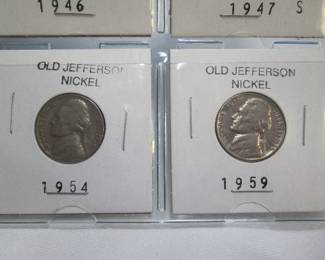 1946
1947 S
OLD JEFFERSON
NICKEL
1954
OLD JEFFERSON
NICKEL
1959